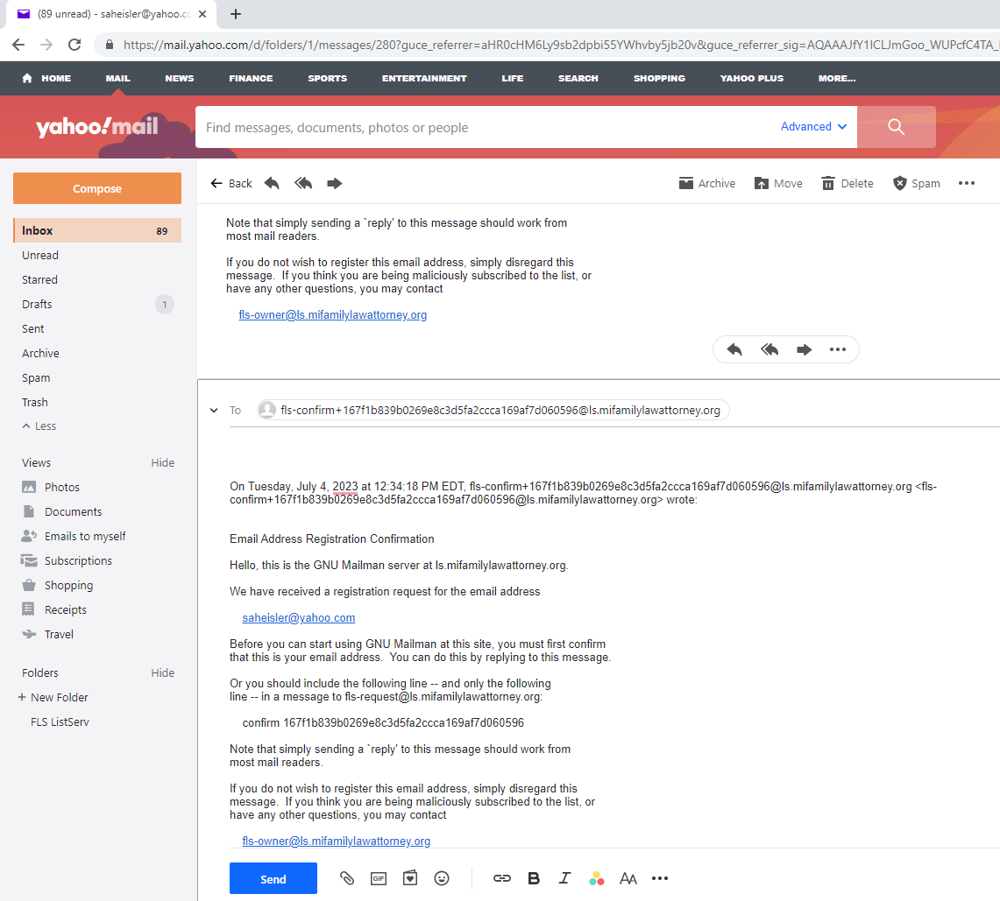 (89 unread) - saheisler@yahoo.co
https://mail.yahoo.com/d/folders/1/messages/280?guce_referrer=aHR0cHM6Ly9sb2dpbi55YWhvby5jb20v&guce_referrer_sig=AQAAAJfY1ICLJmGoo_WUPcfC4TA_
HOME MAIL NEWS FINANCE SPORTS ENTERTAINMENT LIFE SEARCH SHOPPING YAHOO PLUS MORE...
yahoo!mail
Find messages, documents, photos or people
Advanced
Compose
Back
Archive
Move
Delete
Spam
Inbox 89
Unread
Starred
Drafts 1
Sent
Archive
Spam
Trash
Less
Views Hide
Photos
Documents
Emails to myself
Subscriptions
Shopping
Receipts
Travel
Folders Hide
+ New Folder
FLS ListServ
Note that simply sending a `reply' to this message should work from
most mail readers.
If you do not wish to register this email address, simply disregard this
message. If you think you are being maliciously subscribed to the list, or
have any other questions, you may contact
fls-owner@ls.mifamilylawattorney.org
To fls-confirm+167f1b839b0269e8c3d5fa2ccca169af7d060596@ls.mifamilylawattorney.org
On Tuesday, July 4, 2023 at 12:34:18 PM EDT, fls-confirm+167f1b839b0269e8c3d5fa2ccca169af7d060596@ls.mifamilylawattorney.org <fls-
confirm+167f1b839b0269e8c3d5fa2ccca169af7d060596@ls.mifamilylawattorney.org> wrote:
Email Address Registration Confirmation
Hello, this is the GNU Mailman server at ls.mifamilylawattorney.org.
We have received a registration request for the email address
saheisler@yahoo.com
Before you can start using GNU Mailman at this site, you must first confirm
that this is your email address. You can do this by replying to this message.
Or you should include the following line -- and only the following
line -- in a message to fls-request@ls.mifamilylawattorney.org:
confirm 167f1b839b0269e8c3d5fa2ccca169af7d060596
Note that simply sending a `reply' to this message should work from
most mail readers.
If you do not wish to register this email address, simply disregard this
message. If you think you are being maliciously subscribed to the list, or
have any other questions, you may contact
fls-owner@ls.mifamilylawattorney.org
Send
GIF
B I AA